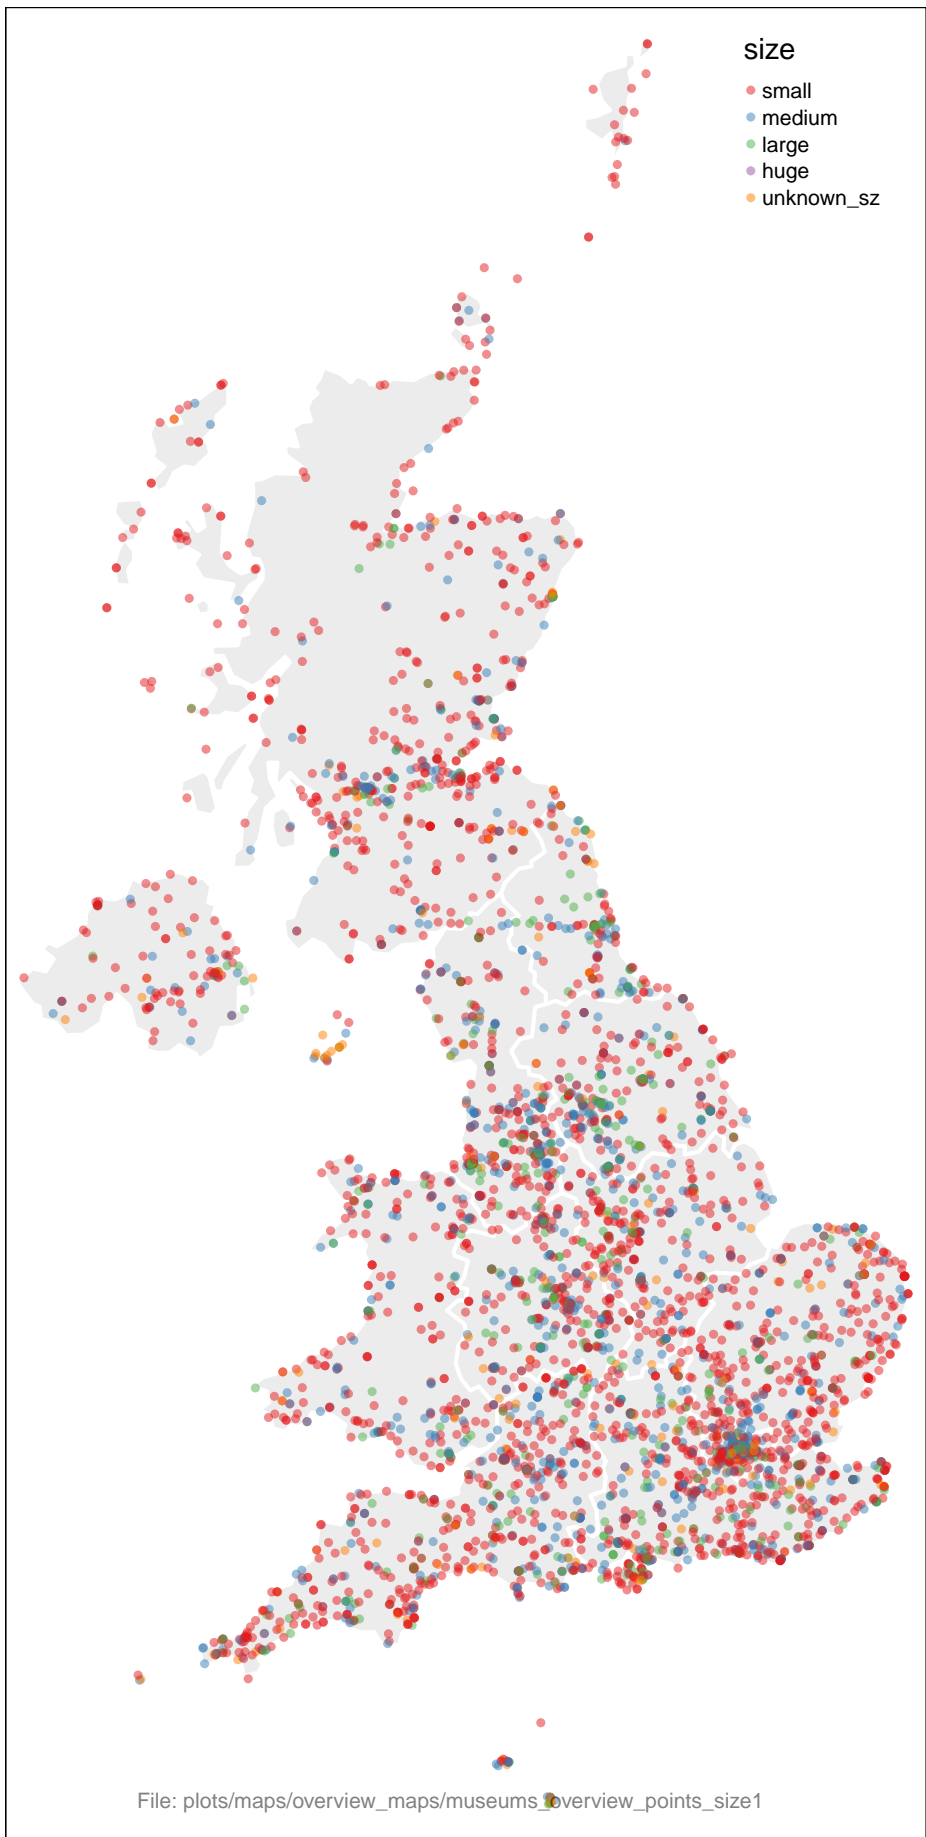 size
small
medium
large
huge
unknown_sz
File: plots/maps/overview_maps/museums_overview_points_size1